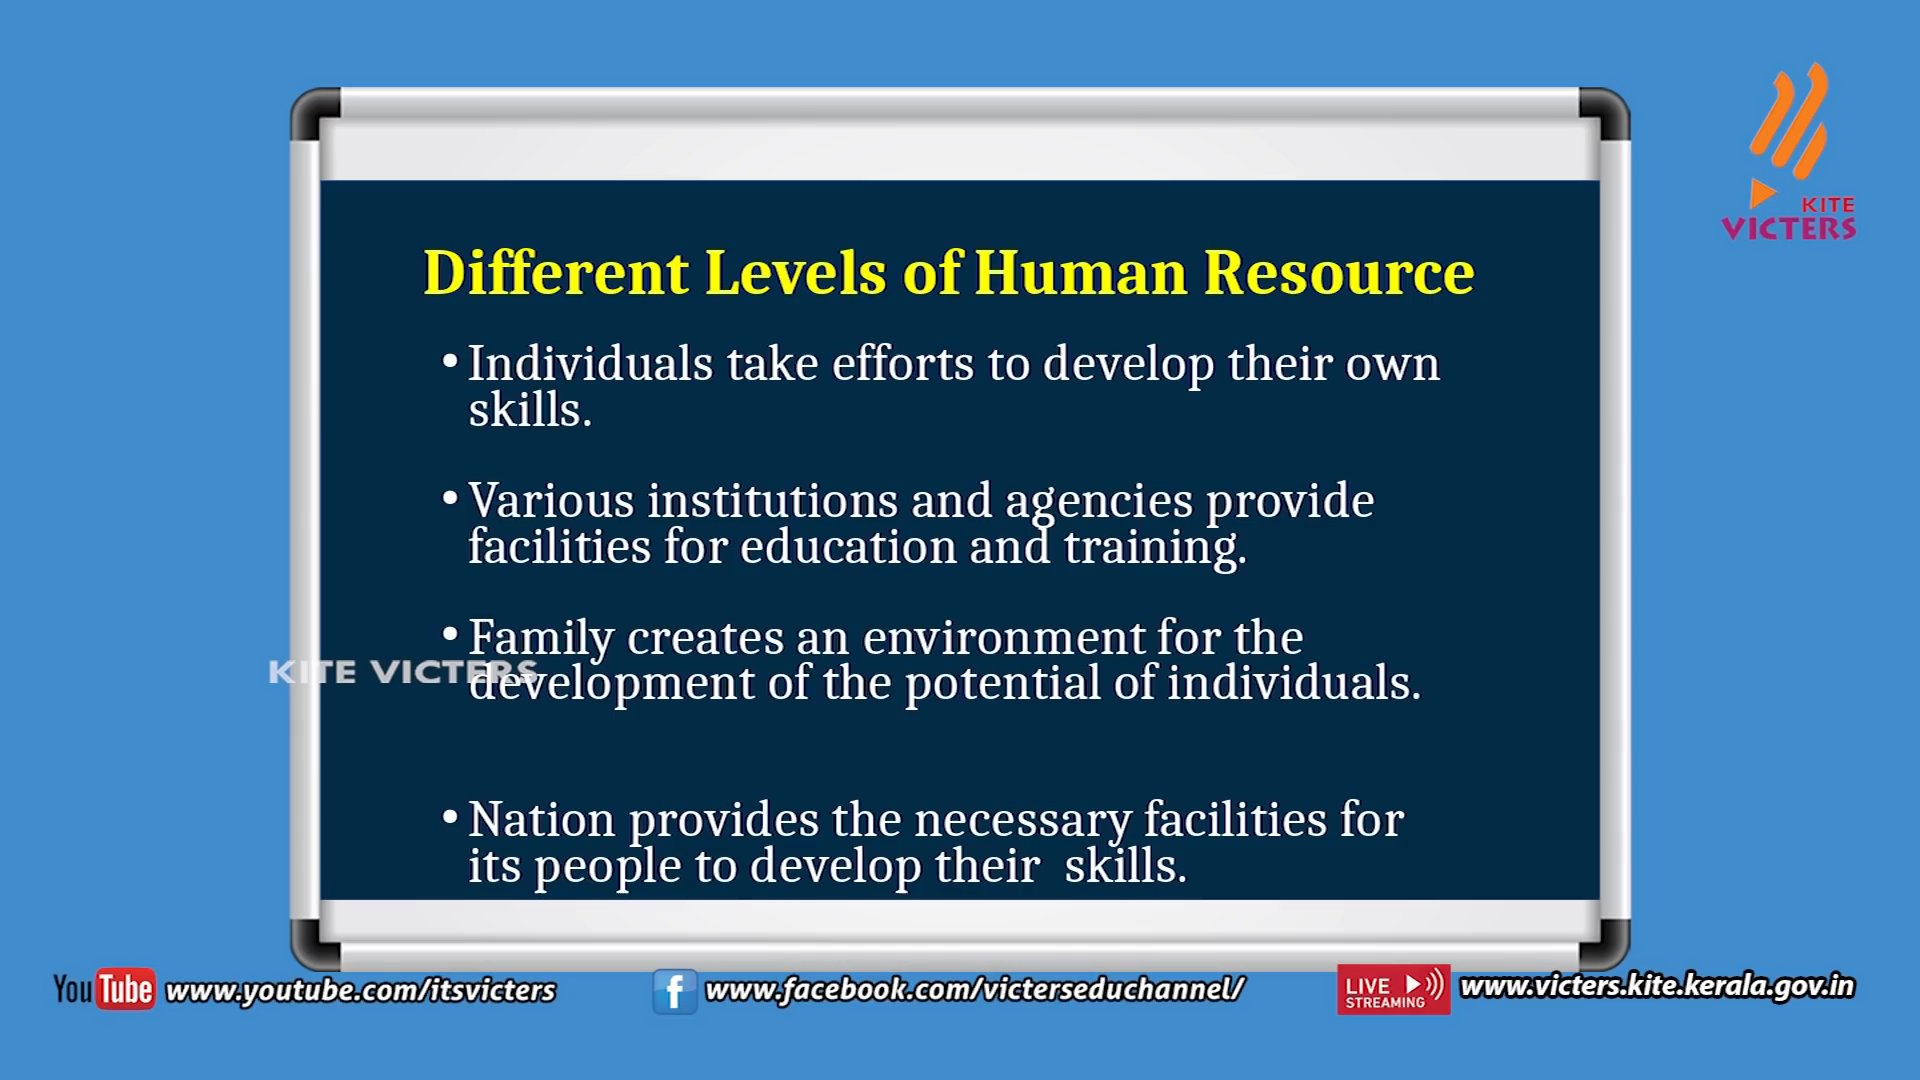 KITE
VICTERS
Different Levels of Human Resource
• Individuals take efforts to develop their own
skills.
• Various institutions and agencies provide
facilities for education and training.
• Family creates an environment for the
KITE VICTERS
development of the potential of individuals.
• Nation provides the necessary facilities for
its people to develop their  skills.
YouTube www.youtube.com/itsvicters
f www.facebook.com/victerseduchannel/
LIVE
STREAMING
www.victers.kite.kerala.gov.in